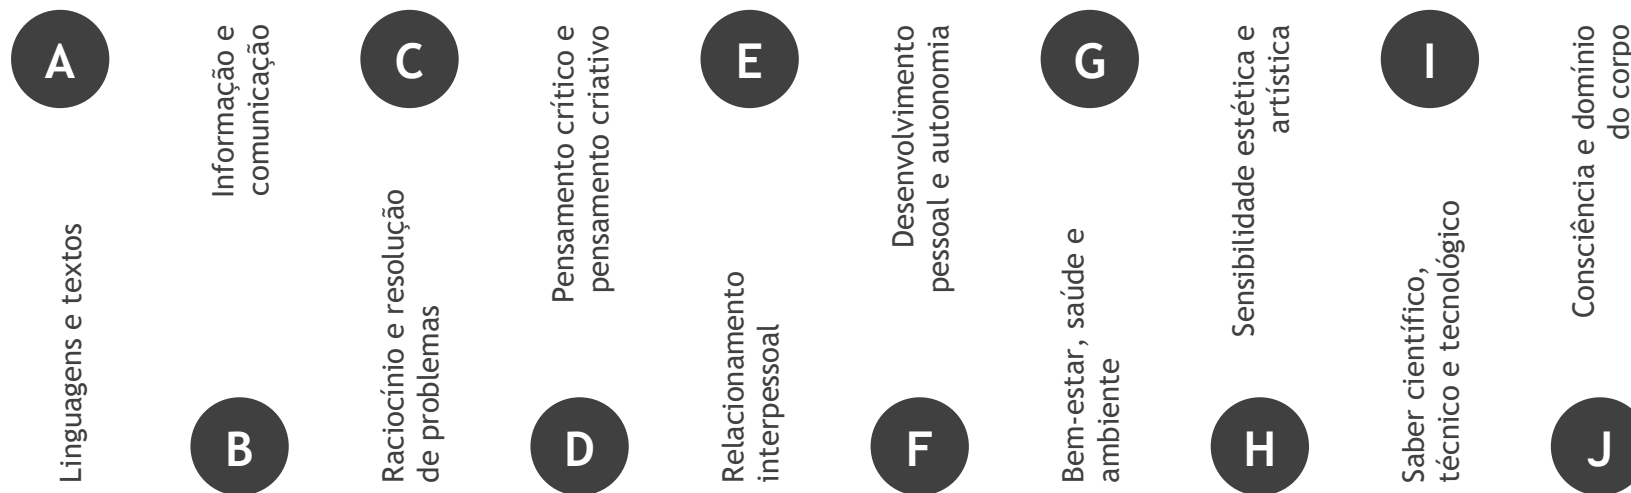 A
Linguagens e textos
Informação e
comunicação
B
C
Raciocínio e resolução
de problemas
Pensamento crítico e
pensamento criativo
D
E
Relacionamento
interpessoal
Desenvolvimento
pessoal e autonomia
F
G
Bem-estar, saúde e
ambiente
Sensibilidade estética e
artística
H
I
Saber científico,
técnico e tecnológico
Consciência e domínio
do corpo
J